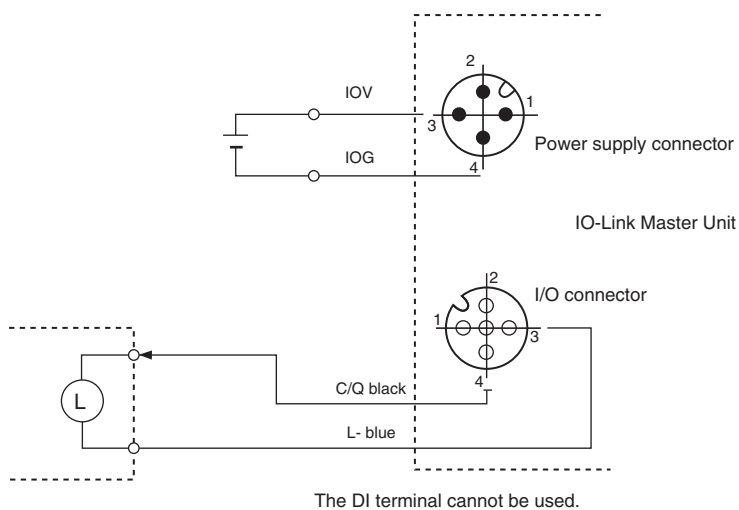 2
IOV
1
3
Power supply connector
IOG
4
IO-Link Master Unit
2
I/O connector
1
3
4
C/Q black
L
L- blue
The DI terminal cannot be used.